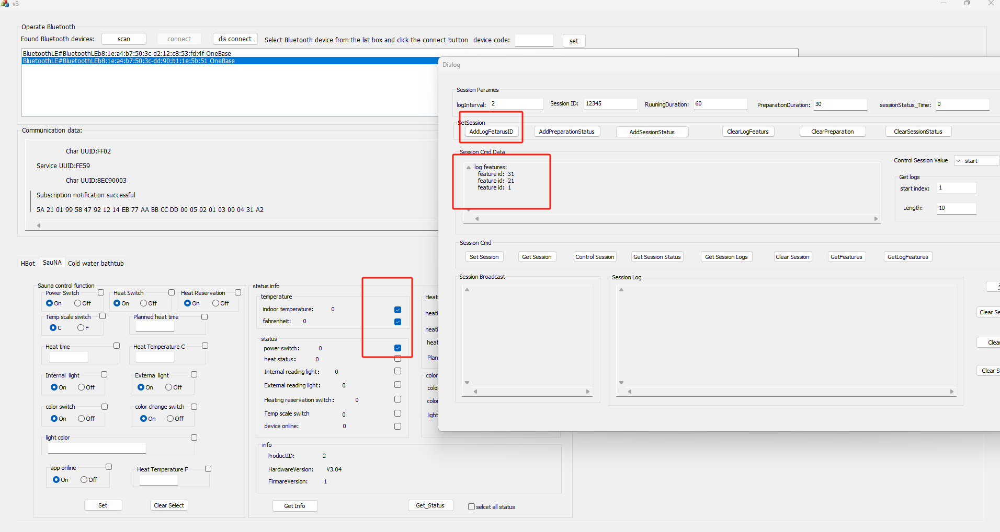 v3
Operate Bluetooth
Found Bluetooth devices: scan connect dis connect Select Bluetooth device from the list box and click the connect button device code: set
BluetoothLE#BluetoothLEb8:1e:a4:b7:50:3c-d2:12:c8:53:fd:4f OneBase
BluetoothLE#BluetoothLEb8:1e:a4:b7:50:3c-dd:90:b1:1e:5b:51 OneBase
Communication data:
Char UUID:FF02
Service UUID:FE59
Char UUID:8EC90003
Subscription notification successful
5A 21 01 99 58 47 92 12 14 EB 77 AA BB CC DD 00 05 02 01 03 00 04 31 A2
Dialog
Session Parames
logInterval: 2 Session ID: 12345 RuuningDuration: 60 PreparationDuration: 30 sessionStatus_Time: 0
SetSession
AddLogFetarusID AddPreparationStatus AddSessionStatus ClearLogFeaturs ClearPreparation ClearSessionStatus
Session Cmd Data
log features:
feature id: 31
feature id: 21
feature id: 1
Control Session Value start
Get logs
start index: 1
Length: 10
Session Cmd
Set Session Get Session Control Session Get Session Status Get Session Logs Clear Session GetFeatures GetLogFeatures
Session Broadcast
Session Log
Clear Se
Clear
Clear S
HBot SauNA Cold water bathtub
Sauna control function
Power Switch Heat Switch Heat Reservation
On Off On Off On Off
Temp scale switch Planned heat time
C F
Heat time Heat Temperature C
Internal light Externa light
On Off On Off
color switch color change switch
On Off On Off
light color
app online Heat Temperature F
On Off
Set Clear Select
status info
temperature
indoor temperature: 0
fahrenheit: 0
status
power switch: 0
heat status: 0
Internal reading light: 0
External reading light: 0
Heating reservation switch: 0
Temp scale switch 0
device online: 0
Heati
heati
heati
heat
Plan
color
colo
color
light
info
ProductID: 2
HardwareVersion: V3.04
FirmareVersion: 1
Get Info Get_Status selcet all status